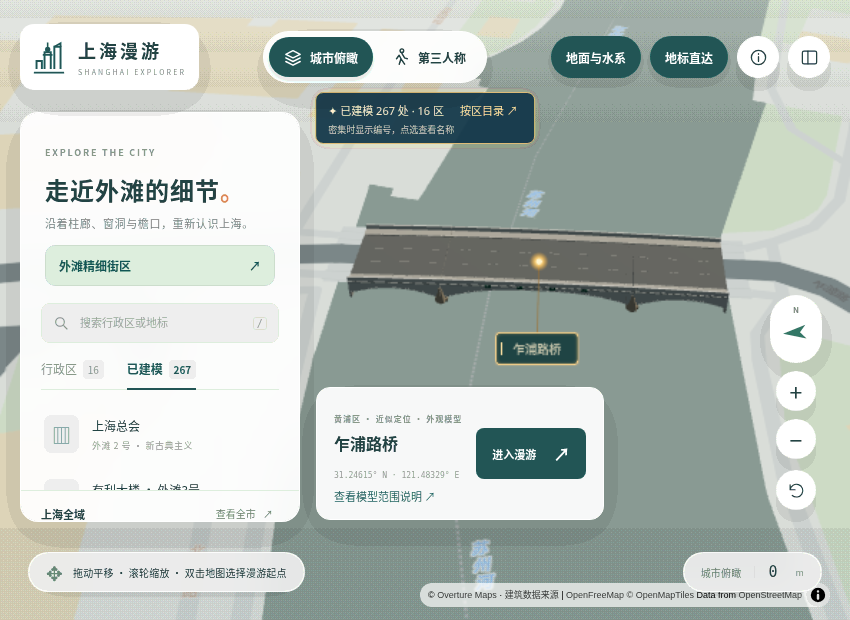 上海漫游
SHANGHAI EXPLORER
城市俯瞰
第三人称
地面与水系
地标直达
✦ 已建模 267 处 · 16 区 按区目录 ↗
密集时显示编号，点选查看名称
EXPLORE THE CITY
走近外滩的细节。
沿着柱廊、窗洞与檐口，重新认识上海。
外滩精细街区 ↗
搜索行政区或地标 /
行政区 16 已建模 267
上海总会
外滩 2 号 · 新古典主义
上海全域 查看全市 ↗
乍浦路桥
黄浦区 · 近似定位 · 外观模型
乍浦路桥
31.24615° N · 121.48329° E
查看模型范围说明 ↗
进入漫游 ↗
N
+
−
拖动平移 · 滚轮缩放 · 双击地图选择漫游起点
苏州河
城市俯瞰 0 m
© Overture Maps · 建筑数据来源 | OpenFreeMap © OpenMapTiles Data from OpenStreetMap